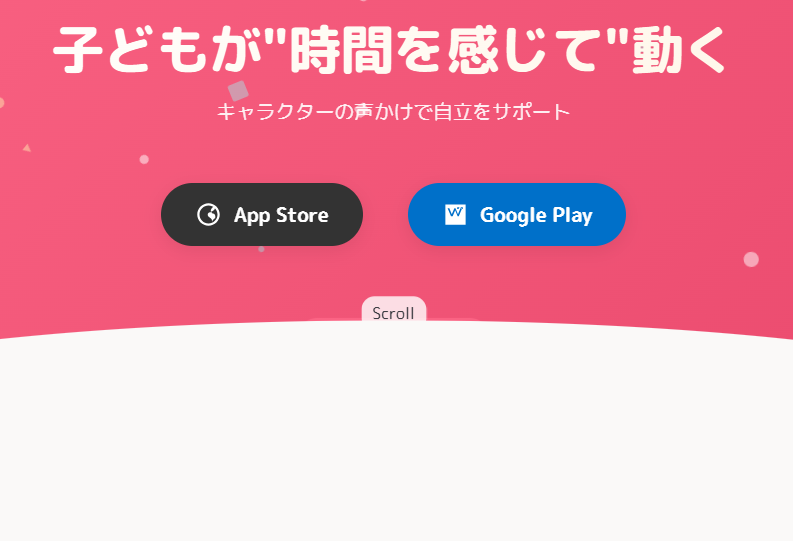 子どもが"時間を感じて"動く
キャラクターの声かけで自立をサポート
App Store
Google Play
Scroll